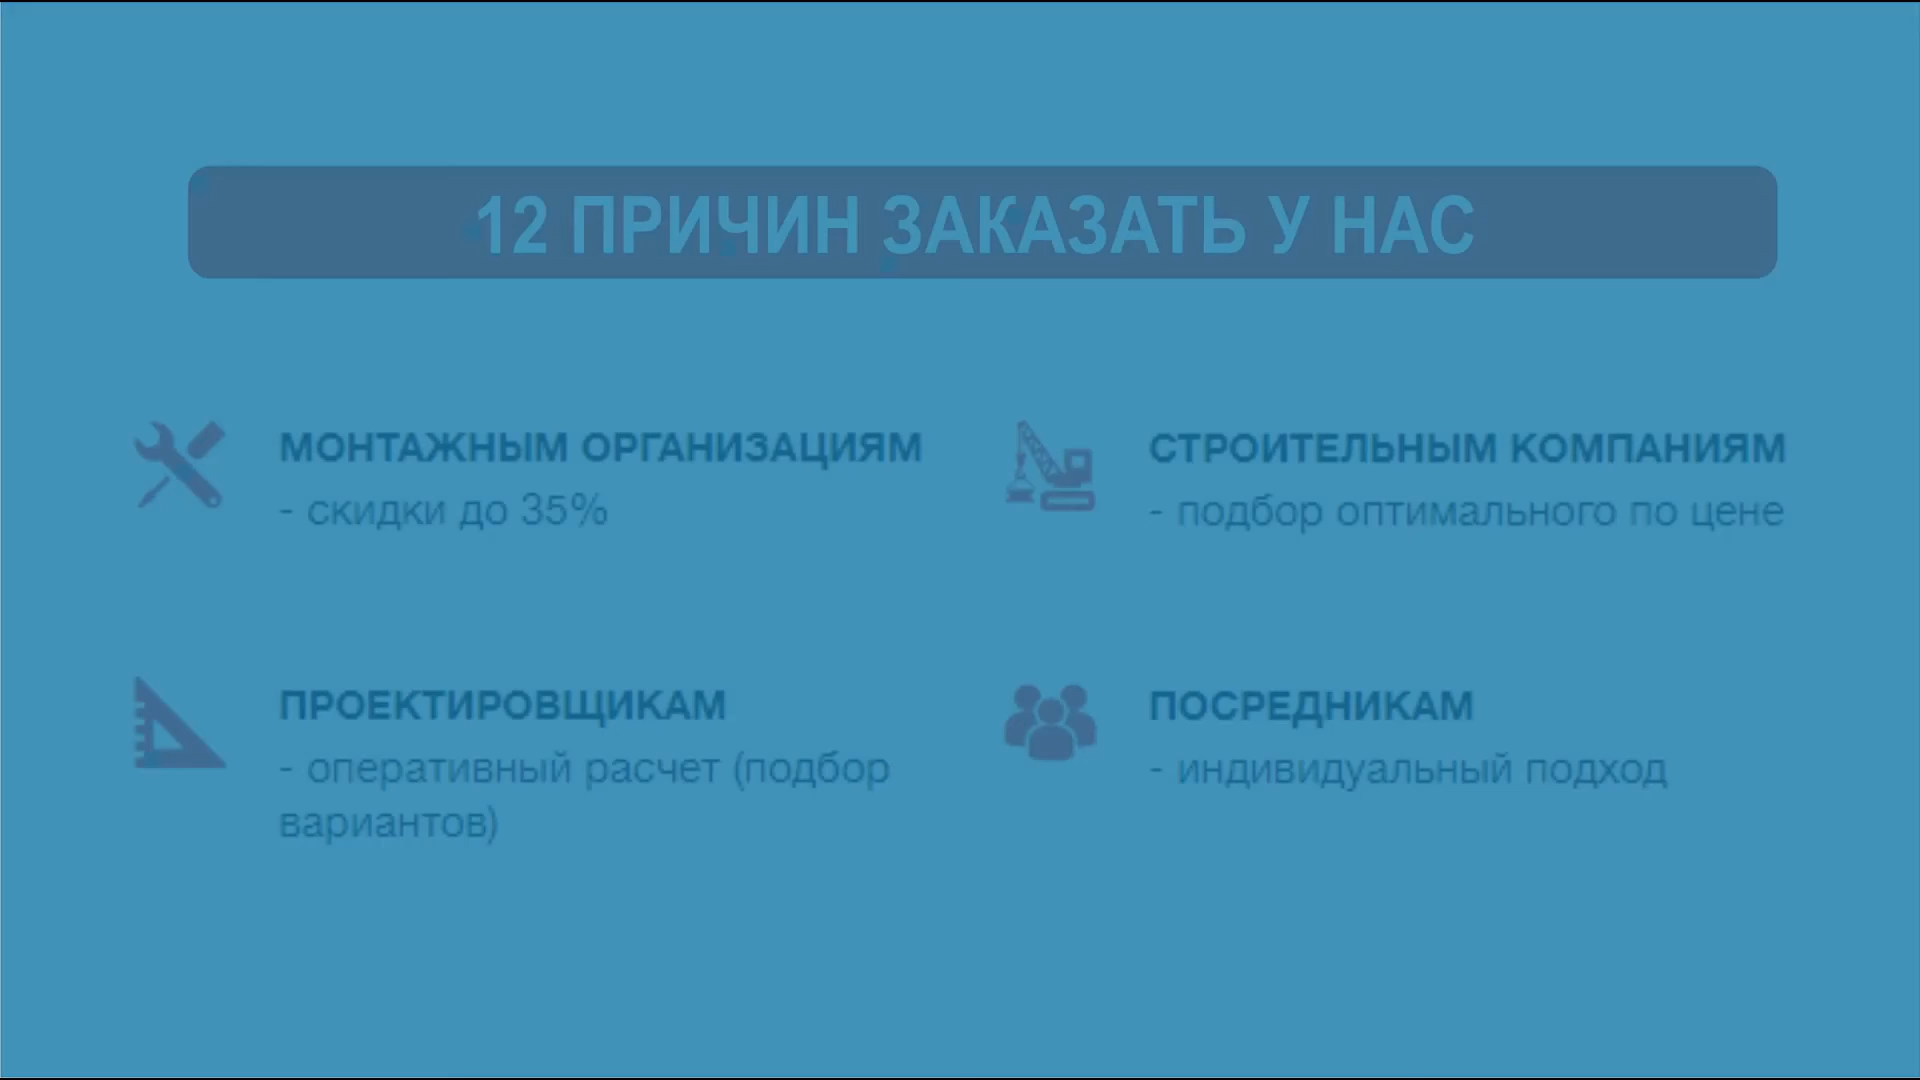 12 ПРИЧИН ЗАКАЗАТЬ У НАС
МОНТАЖНЫМ ОРГАНИЗАЦИЯМ
- скидки до 35%
СТРОИТЕЛЬНЫМ КОМПАНИЯМ
- подбор оптимального по цене
ПРОЕКТИРОВЩИКАМ
- оперативный расчет (подбор
вариантов)
ПОСРЕДНИКАМ
- индивидуальный подход